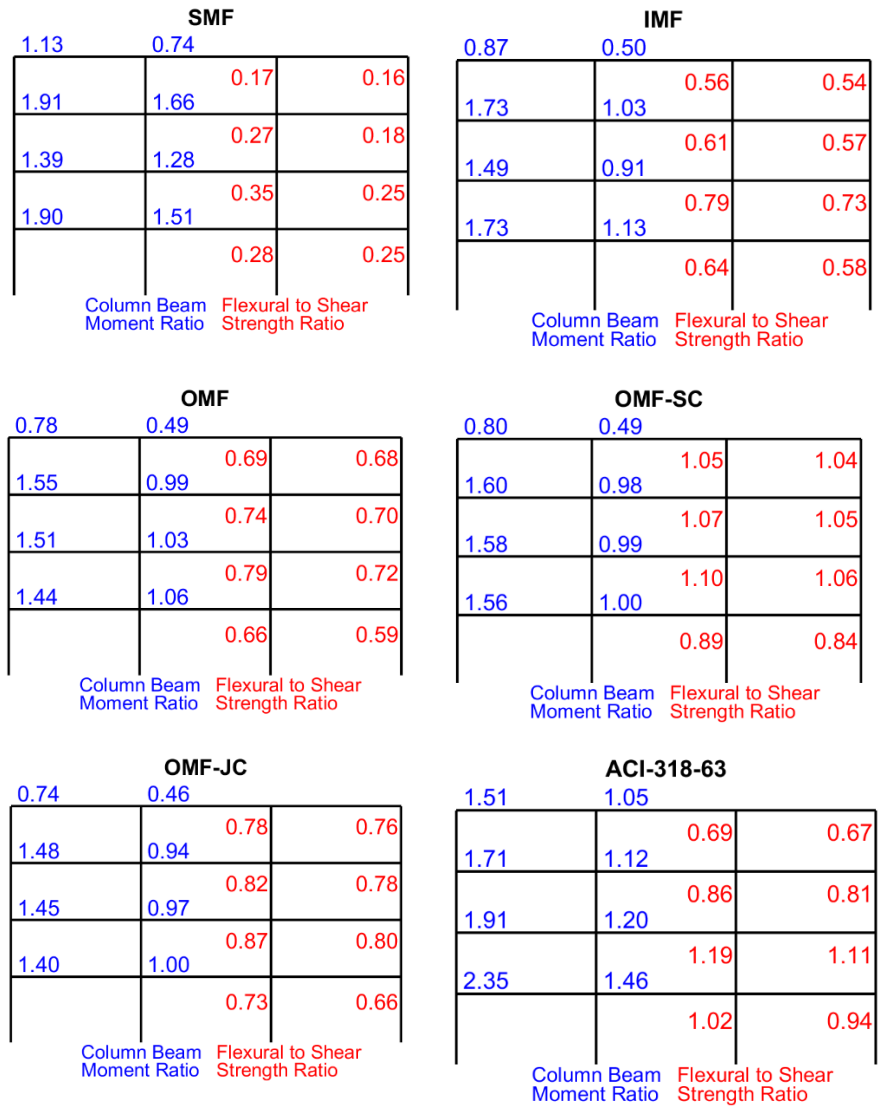 SMF
1.13 0.74
0.17 0.16
1.91 1.66
0.27 0.18
1.39 1.28
0.35 0.25
1.90 1.51
0.28 0.25
Column Beam Flexural to Shear
Moment Ratio Strength Ratio
IMF
0.87 0.50
0.56 0.54
1.73 1.03
0.61 0.57
1.49 0.91
0.79 0.73
1.73 1.13
0.64 0.58
Column Beam Flexural to Shear
Moment Ratio Strength Ratio
OMF
0.78 0.49
0.69 0.68
1.55 0.99
0.74 0.70
1.51 1.03
0.79 0.72
1.44 1.06
0.66 0.59
Column Beam Flexural to Shear
Moment Ratio Strength Ratio
OMF-SC
0.80 0.49
1.05 1.04
1.60 0.98
1.07 1.05
1.58 0.99
1.10 1.06
1.56 1.00
0.89 0.84
Column Beam Flexural to Shear
Moment Ratio Strength Ratio
OMF-JC
0.74 0.46
0.78 0.76
1.48 0.94
0.82 0.78
1.45 0.97
0.87 0.80
1.40 1.00
0.73 0.66
Column Beam Flexural to Shear
Moment Ratio Strength Ratio
ACI-318-63
1.51 1.05
0.69 0.67
1.71 1.12
0.86 0.81
1.91 1.20
1.19 1.11
2.35 1.46
1.02 0.94
Column Beam Flexural to Shear
Moment Ratio Strength Ratio